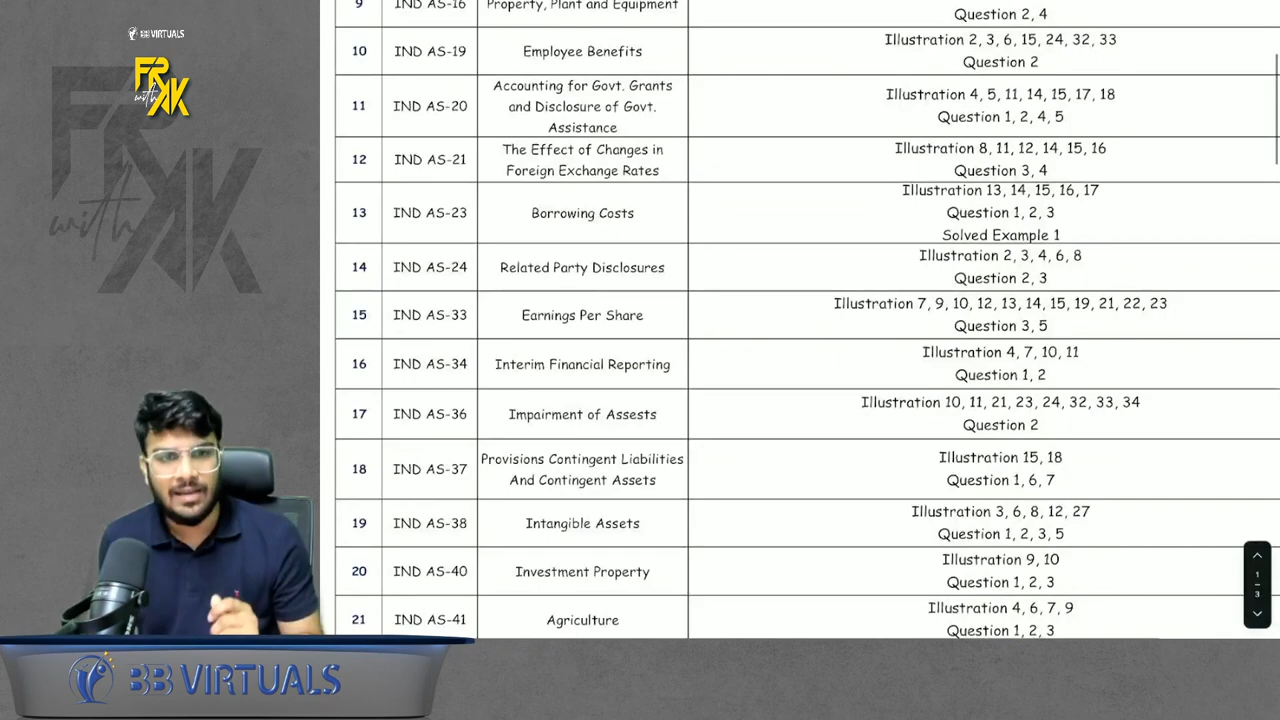 BB VIRTUALS
FR
with AK
FR
with AK
9 IND AS-16 Property, Plant and Equipment
Question 2, 4
10 IND AS-19 Employee Benefits
Illustration 2, 3, 6, 15, 24, 32, 33
Question 2
11 IND AS-20
Accounting for Govt. Grants
and Disclosure of Govt.
Assistance
Illustration 4, 5, 11, 14, 15, 17, 18
Question 1, 2, 4, 5
12 IND AS-21
The Effect of Changes in
Foreign Exchange Rates
Illustration 8, 11, 12, 14, 15, 16
Question 3, 4
13 IND AS-23 Borrowing Costs
Illustration 13, 14, 15, 16, 17
Question 1, 2, 3
Solved Example 1
14 IND AS-24 Related Party Disclosures
Illustration 2, 3, 4, 6, 8
Question 2, 3
15 IND AS-33 Earnings Per Share
Illustration 7, 9, 10, 12, 13, 14, 15, 19, 21, 22, 23
Question 3, 5
16 IND AS-34 Interim Financial Reporting
Illustration 4, 7, 10, 11
Question 1, 2
17 IND AS-36 Impairment of Assests
Illustration 10, 11, 21, 23, 24, 32, 33, 34
Question 2
18 IND AS-37
Provisions Contingent Liabilities
And Contingent Assets
Illustration 15, 18
Question 1, 6, 7
19 IND AS-38 Intangible Assets
Illustration 3, 6, 8, 12, 27
Question 1, 2, 3, 5
20 IND AS-40 Investment Property
Illustration 9, 10
Question 1, 2, 3
21 IND AS-41 Agriculture
Illustration 4, 6, 7, 9
Question 1, 2, 3
1
3
BB VIRTUALS